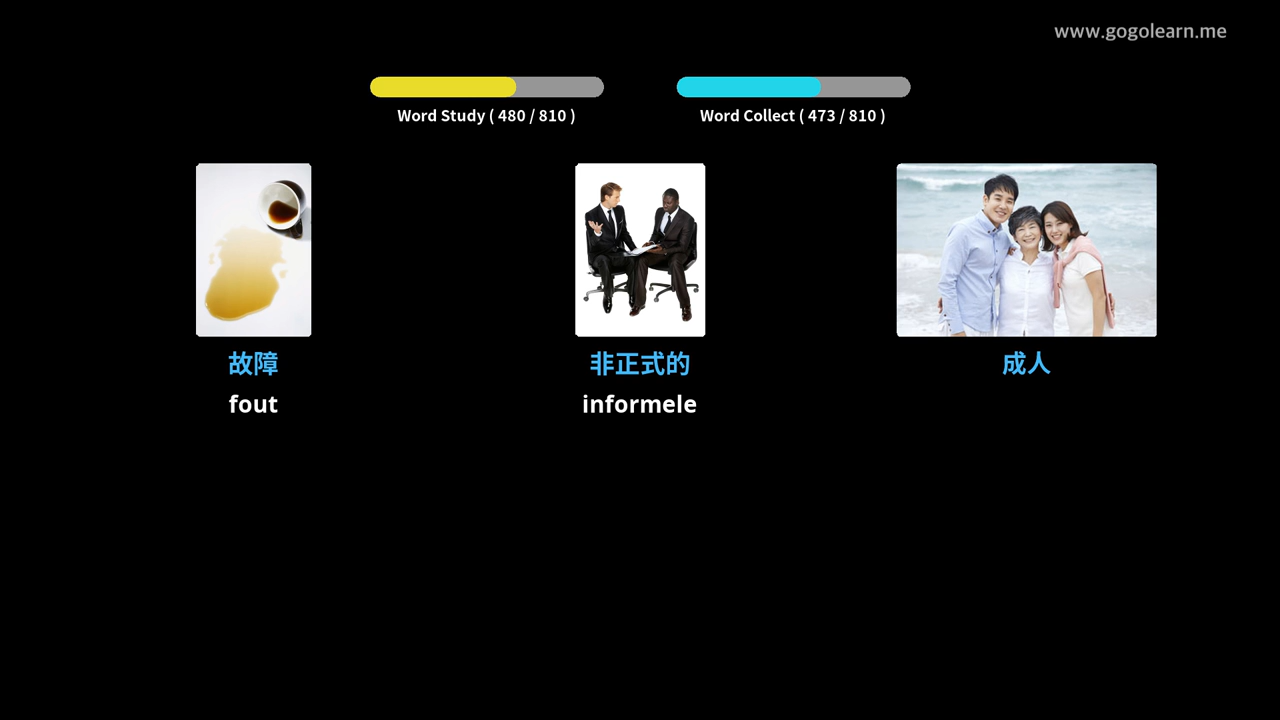 www.gogolearn.me
Word Study ( 480 / 810 )
Word Collect ( 473 / 810 )
故障
非正式的
成人
fout
informele